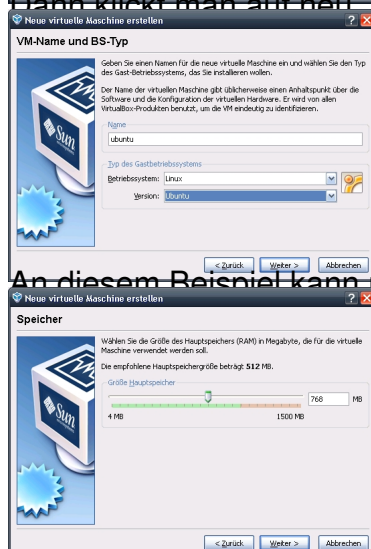 Dann klickt man auf neu
Neue virtuelle Maschine erstellen
VM-Name und BS-Typ
Geben Sie einen Namen für die neue virtuelle Maschine ein und wählen Sie den Typ
des Gast-Betriebssystems, das Sie installieren wollen.
Der Name der virtuellen Maschine gibt üblicherweise einen Anhaltspunkt über die
Software und die Konfiguration der virtuellen Hardware. Er wird von allen
VirtualBox-Produkten benutzt, um die VM eindeutig zu identifizieren.
Name
ubuntu
Typ des Gastbetriebssystems
Betriebssystem: Linux
Version: Ubuntu
Sun
< Zurück Weiter > Abbrechen
An diesem Beispiel kann
Neue virtuelle Maschine erstellen
Speicher
Wählen Sie die Größe des Hauptspeichers (RAM) in Megabyte, die für die virtuelle
Maschine verwendet werden soll.
Die empfohlene Hauptspeichergröße beträgt 512 MB.
Größe Hauptspeicher
768 MB
4 MB 1500 MB
Sun
< Zurück Weiter > Abbrechen